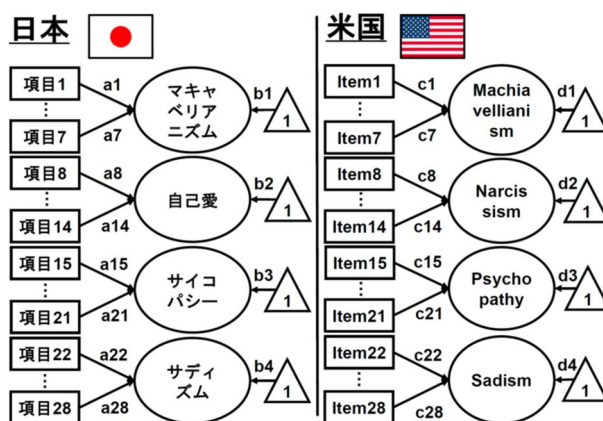 日本
項目1
a1
項目7
a7
マキャ
ベリア
ニズム
b1
1
項目8
a8
項目14
a14
自己愛
b2
1
項目15
a15
項目21
a21
サイコ
パシー
b3
1
項目22
a22
項目28
a28
サディ
ズム
b4
1
米国
Item1
c1
Item7
c7
Machia
velliani
sm
d1
1
Item8
c8
Item14
c14
Narcis
sism
d2
1
Item15
c15
Item21
c21
Psycho
pathy
d3
1
Item22
c22
Item28
c28
Sadism
d4
1